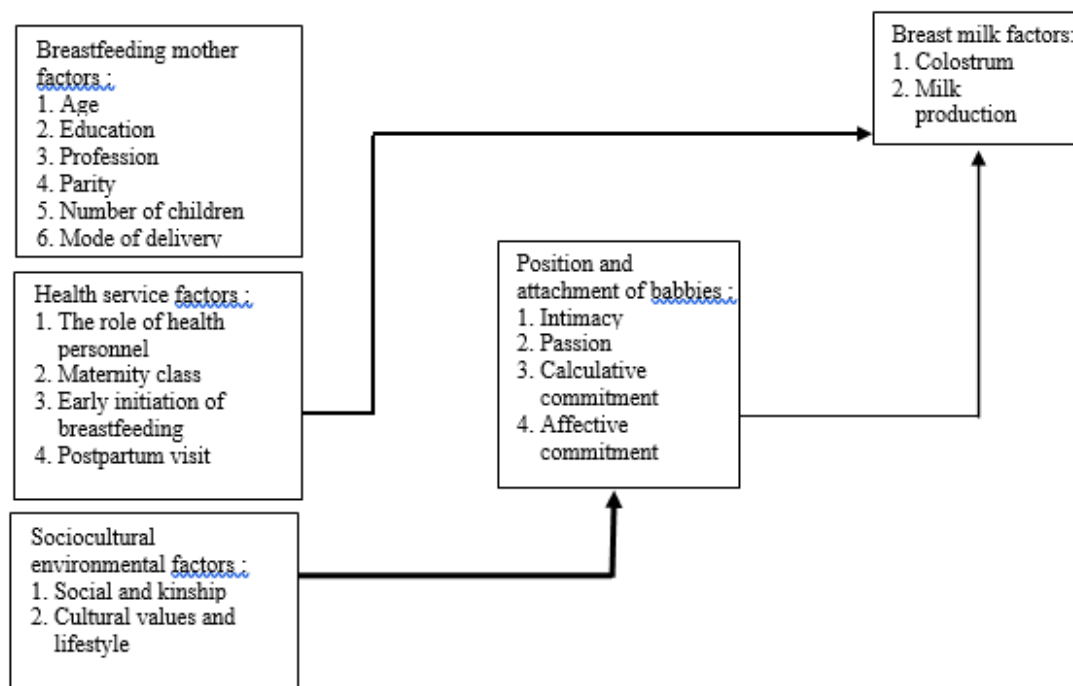 Breastfeeding mother
factors :
1. Age
2. Education
3. Profession
4. Parity
5. Number of children
6. Mode of delivery
Health service factors :
1. The role of health
personnel
2. Maternity class
3. Early initiation of
breastfeeding
4. Postpartum visit
Sociocultural
environmental factors :
1. Social and kinship
2. Cultural values and
lifestyle
Position and
attachment of babbies :
1. Intimacy
2. Passion
3. Calculative
commitment
4. Affective
commitment
Breast milk factors:
1. Colostrum
2. Milk
production